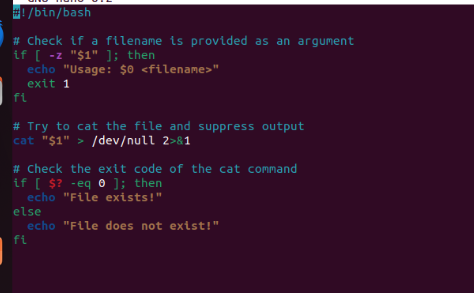 #!/bin/bash
# Check if a filename is provided as an argument
if [ -z "$1" ]; then
  echo "Usage: $0 <filename>"
  exit 1
fi
# Try to cat the file and suppress output
cat "$1" > /dev/null 2>&1
# Check the exit code of the cat command
if [ $? -eq 0 ]; then
  echo "File exists!"
else
  echo "File does not exist!"
fi